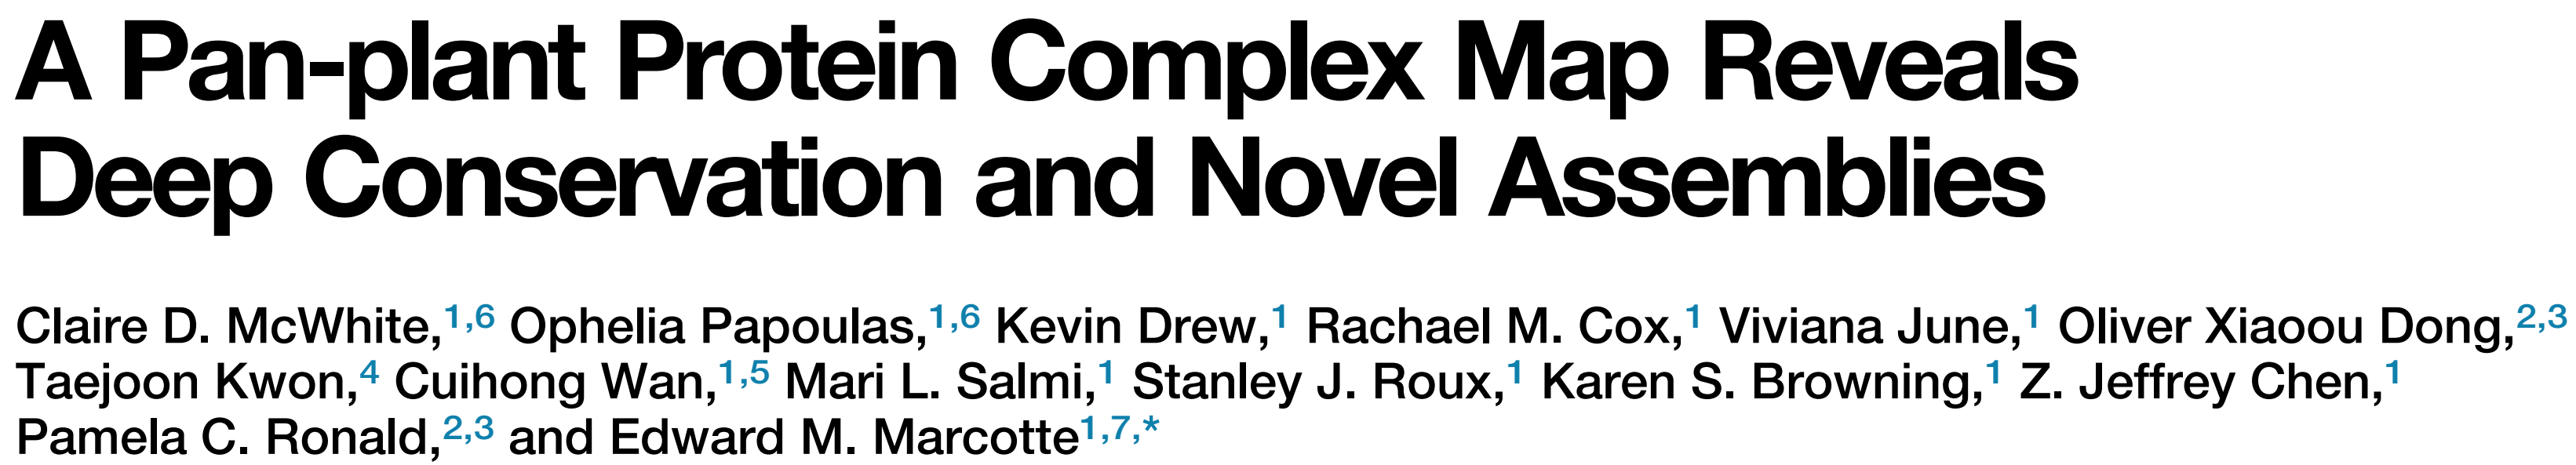 A Pan-plant Protein Complex Map Reveals
Deep Conservation and Novel Assemblies
Claire D. McWhite,1,6 Ophelia Papoulas,1,6 Kevin Drew,1 Rachael M. Cox,1 Viviana June,1 Oliver Xiaoou Dong,2,3
Taejoon Kwon,4 Cuihong Wan,1,5 Mari L. Salmi,1 Stanley J. Roux,1 Karen S. Browning,1 Z. Jeffrey Chen,1
Pamela C. Ronald,2,3 and Edward M. Marcotte1,7,*